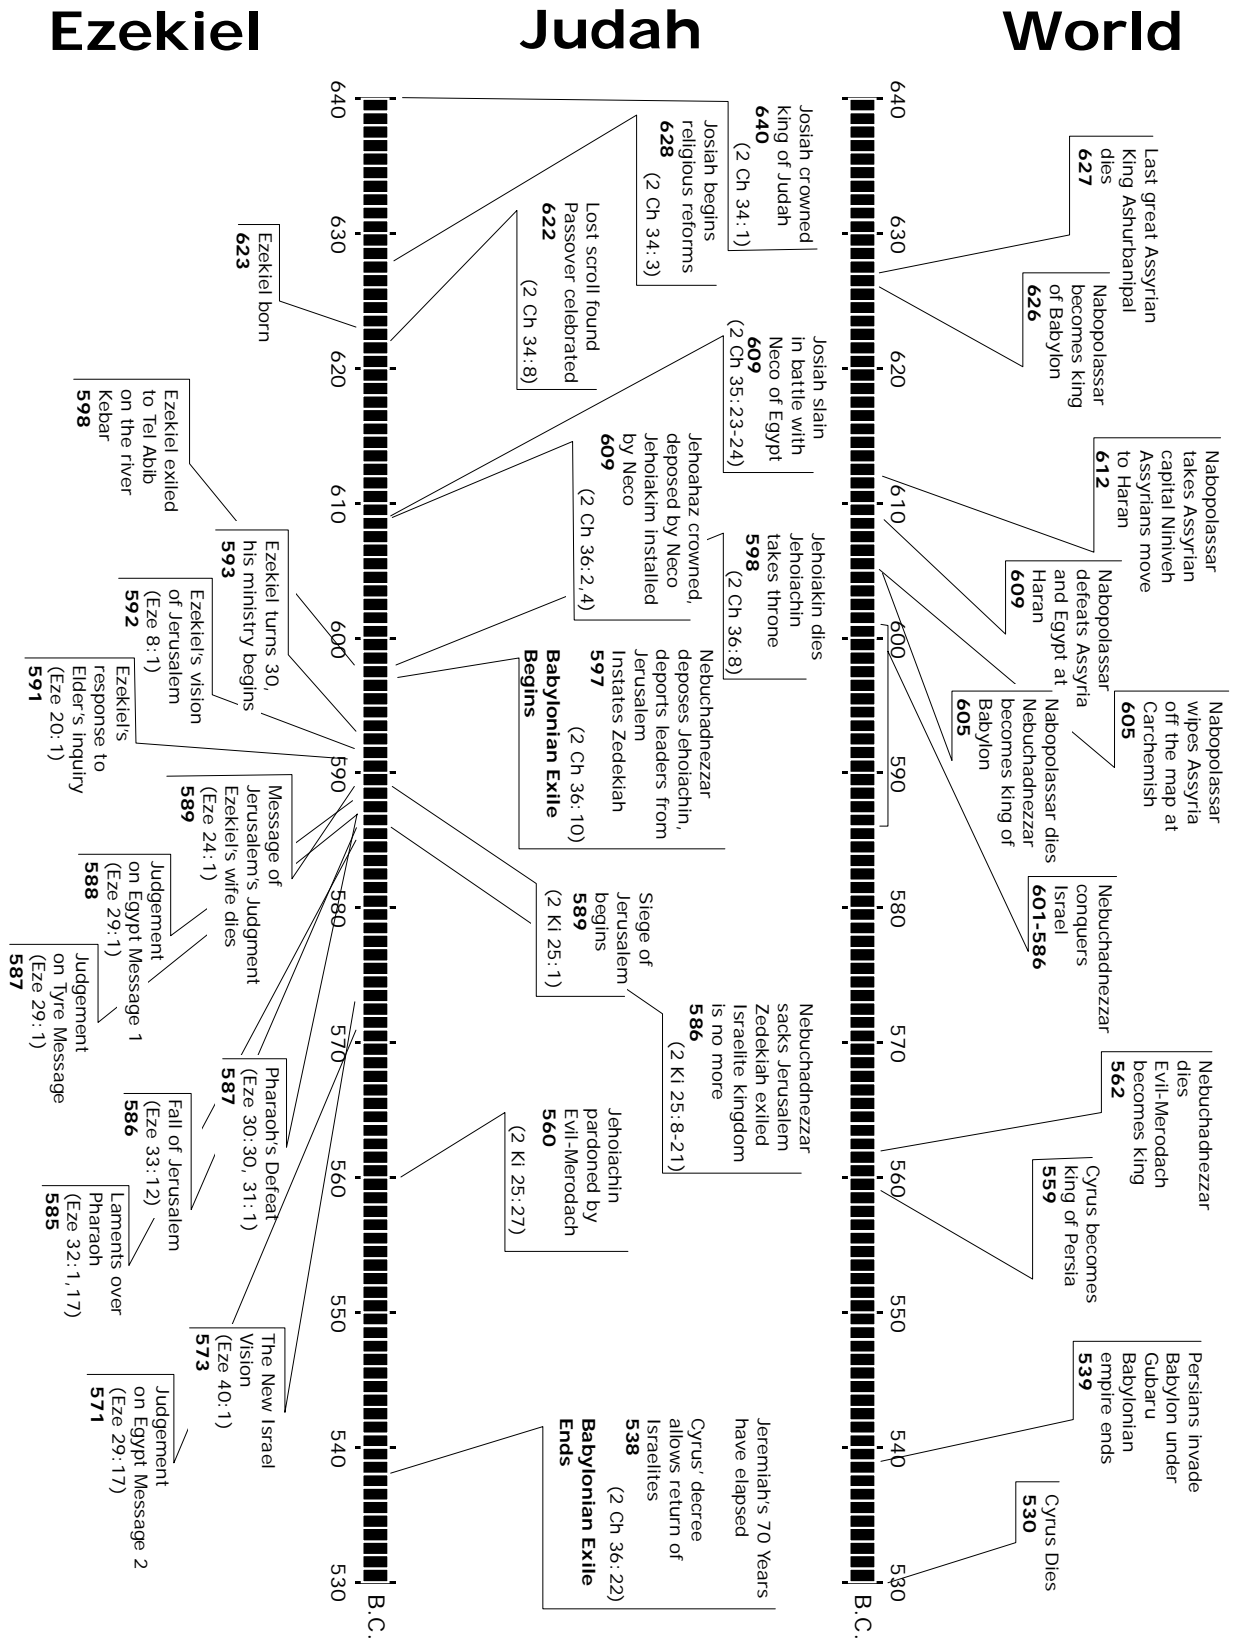 Ezekiel
Judah
World
640
630
620
610
600
590
580
570
560
550
540
530
B.C.
640
630
620
610
600
590
580
570
560
550
540
530
B.C.
Last great Assyrian
King Ashurbanipal
dies
627
Nabopolassar
becomes king
of Babylon
626
Nabopolassar
takes Assyrian
capital Niniveh
Assyrians move
to Haran
612
Nabopolassar
defeats Assyria
and Egypt at
Haran
609
Nabopolassar
wipes Assyria
off the map at
Carchemish
605
Nabopolassar dies
Nebuchadnezzar
becomes king of
Babylon
605
Nebuchadnezzar
conquers
Israel
601-586
Nebuchadnezzar
dies
Evil-Merodach
becomes king
562
Cyrus becomes
king of Persia
559
Persians invade
Babylon under
Gubaru
Babylonian
empire ends
539
Cyrus Dies
530
Josiah crowned
king of Judah
640
(2 Ch 34:1)
Josiah begins
religious reforms
628
(2 Ch 34:3)
Lost scroll found
Passover celebrated
622
(2 Ch 34:8)
Josiah slain
in battle with
Neco of Egypt
609
(2 Ch 35:23-24)
Jehoahaz crowned,
deposed by Neco
Jehoiakim installed
by Neco
609
(2 Ch 36:2,4)
Jehoiakin dies
Jehoiachin
takes throne
598
(2 Ch 36:8)
Nebuchadnezzar
deposes Jehoiachin,
deports leaders from
Jerusalem
Instates Zedekiah
597
(2 Ch 36:10)
Babylonian Exile
Begins
Siege of
Jerusalem
begins
589
(2 Ki 25:1)
Nebuchadnezzar
sacks Jerusalem
Zedekiah exiled
Israelite kingdom
is no more
586
(2 Ki 25:8-21)
Jehoiachin
pardoned by
Evil-Merodach
560
(2 Ki 25:27)
Jeremiah's 70 Years
have elapsed
Cyrus' decree
allows return of
Israelites
538
(2 Ch 36:22)
Babylonian Exile
Ends
Ezekiel born
623
Ezekiel exiled
to Tel Abib
on the river
Kebar
598
Ezekiel turns 30,
his ministry begins
593
Ezekiel's vision
of Jerusalem
592
(Eze 8:1)
Ezekiel's
response to
Elder's inquiry
591
(Eze 20:1)
Message of
Jerusalem's Judgment
Ezekiel's wife dies
589
(Eze 24:1)
Judgement
on Egypt Message 1
588
(Eze 29:1)
Judgement
on Tyre Message
587
(Eze 29:1)
Pharaoh's Defeat
587
(Eze 30:30, 31:1)
Fall of Jerusalem
586
(Eze 33:12)
Laments over
Pharaoh
585
(Eze 32:1,17)
The New Israel
Vision
573
(Eze 40:1)
Judgement
on Egypt Message 2
571
(Eze 29:17)